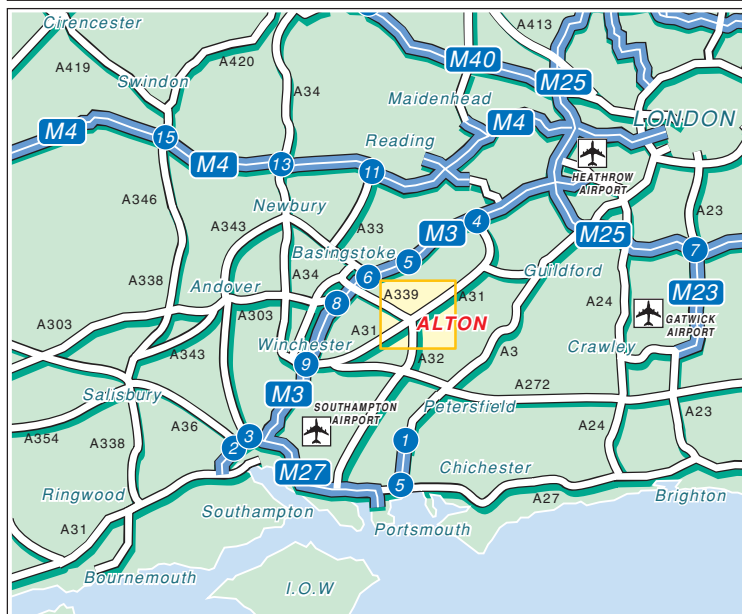 Cirencester
A413
A419
A420
M40
Swindon
M25
A34
Maidenhead
M4
M4
LONDON
15
Reading
M4
13
11
HEATHROW
AIRPORT
A346
Newbury
A343
A33
4
A23
M3
M25
Basingstoke
5
7
A338
A34
6
Guildford
Andover
A339
A31
M23
8
A24
A303
A303
GATWICK
AIRPORT
A31
ALTON
A343
Winchester
A32
A3
Crawley
9
Salisbury
M3
A272
SOUTHAMPTON
AIRPORT
Petersfield
A36
A23
A354
A338
3
1
A24
2
M27
Chichester
Ringwood
5
A27
Brighton
Southampton
A31
Portsmouth
Bournemouth
I.O.W